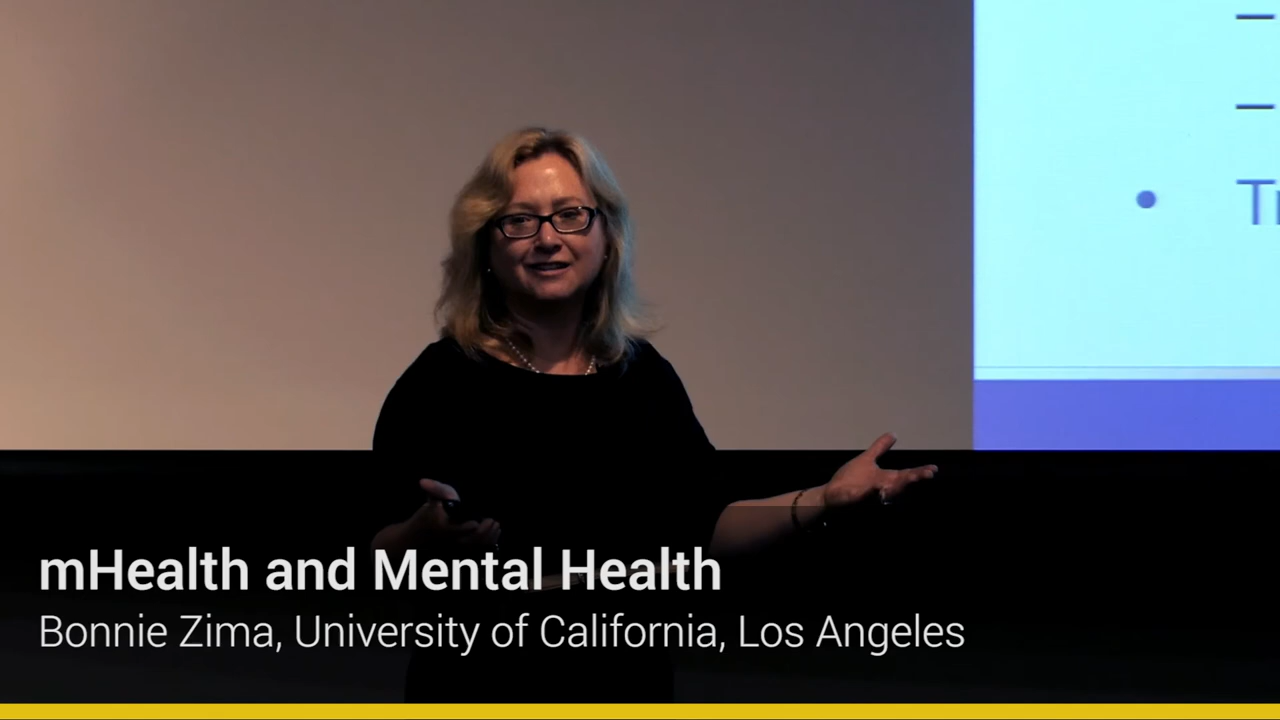 mHealth and Mental Health
Bonnie Zima, University of California, Los Angeles